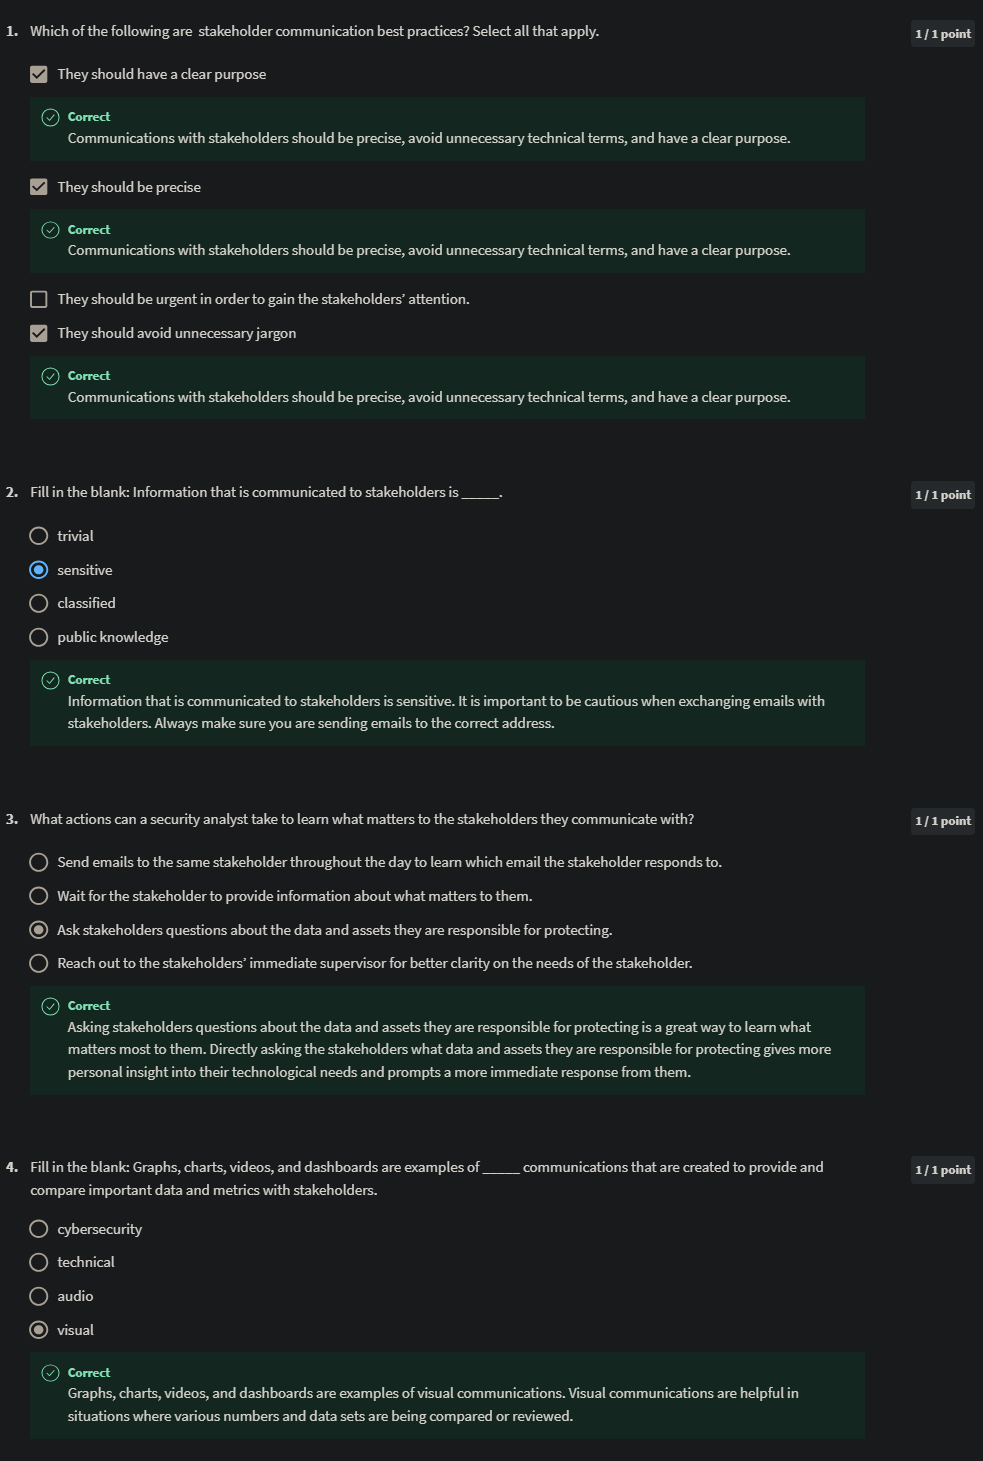 1. Which of the following are stakeholder communication best practices? Select all that apply.
1 / 1 point
They should have a clear purpose
Correct
Communications with stakeholders should be precise, avoid unnecessary technical terms, and have a clear purpose.
They should be precise
Correct
Communications with stakeholders should be precise, avoid unnecessary technical terms, and have a clear purpose.
They should be urgent in order to gain the stakeholders’ attention.
They should avoid unnecessary jargon
Correct
Communications with stakeholders should be precise, avoid unnecessary technical terms, and have a clear purpose.
2. Fill in the blank: Information that is communicated to stakeholders is _____.
1 / 1 point
trivial
sensitive
classified
public knowledge
Correct
Information that is communicated to stakeholders is sensitive. It is important to be cautious when exchanging emails with
stakeholders. Always make sure you are sending emails to the correct address.
3. What actions can a security analyst take to learn what matters to the stakeholders they communicate with?
1 / 1 point
Send emails to the same stakeholder throughout the day to learn which email the stakeholder responds to.
Wait for the stakeholder to provide information about what matters to them.
Ask stakeholders questions about the data and assets they are responsible for protecting.
Reach out to the stakeholders’ immediate supervisor for better clarity on the needs of the stakeholder.
Correct
Asking stakeholders questions about the data and assets they are responsible for protecting is a great way to learn what
matters most to them. Directly asking the stakeholders what data and assets they are responsible for protecting gives more
personal insight into their technological needs and prompts a more immediate response from them.
4. Fill in the blank: Graphs, charts, videos, and dashboards are examples of _____ communications that are created to provide and
compare important data and metrics with stakeholders.
1 / 1 point
cybersecurity
technical
audio
visual
Correct
Graphs, charts, videos, and dashboards are examples of visual communications. Visual communications are helpful in
situations where various numbers and data sets are being compared or reviewed.